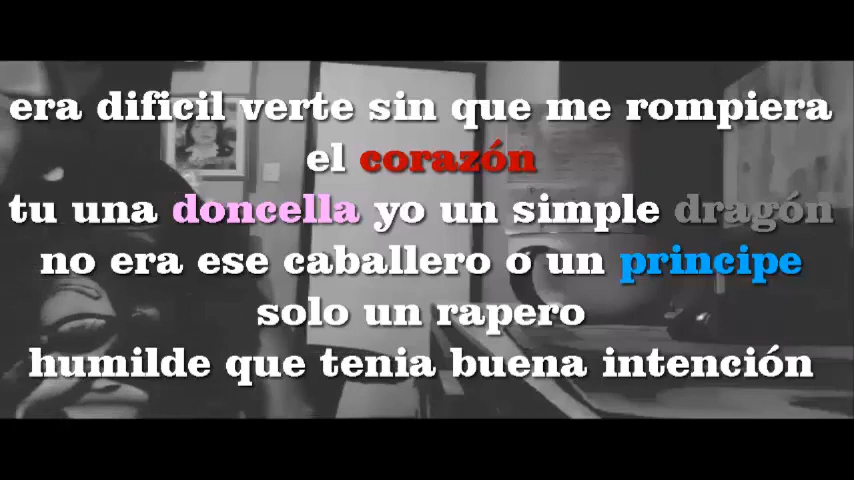 era dificil verte sin que me rompiera
el corazón
tu una doncella yo un simple dragón
no era ese caballero o un principe
solo un rapero
humilde que tenia buena intención